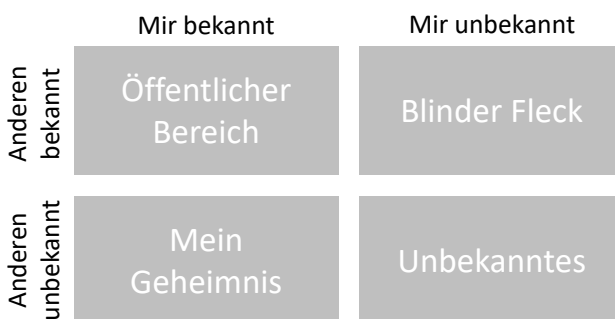 Mir bekannt
Mir unbekannt
Anderen
bekannt
Öffentlicher
Bereich
Blinder Fleck
Anderen
unbekannt
Mein
Geheimnis
Unbekanntes